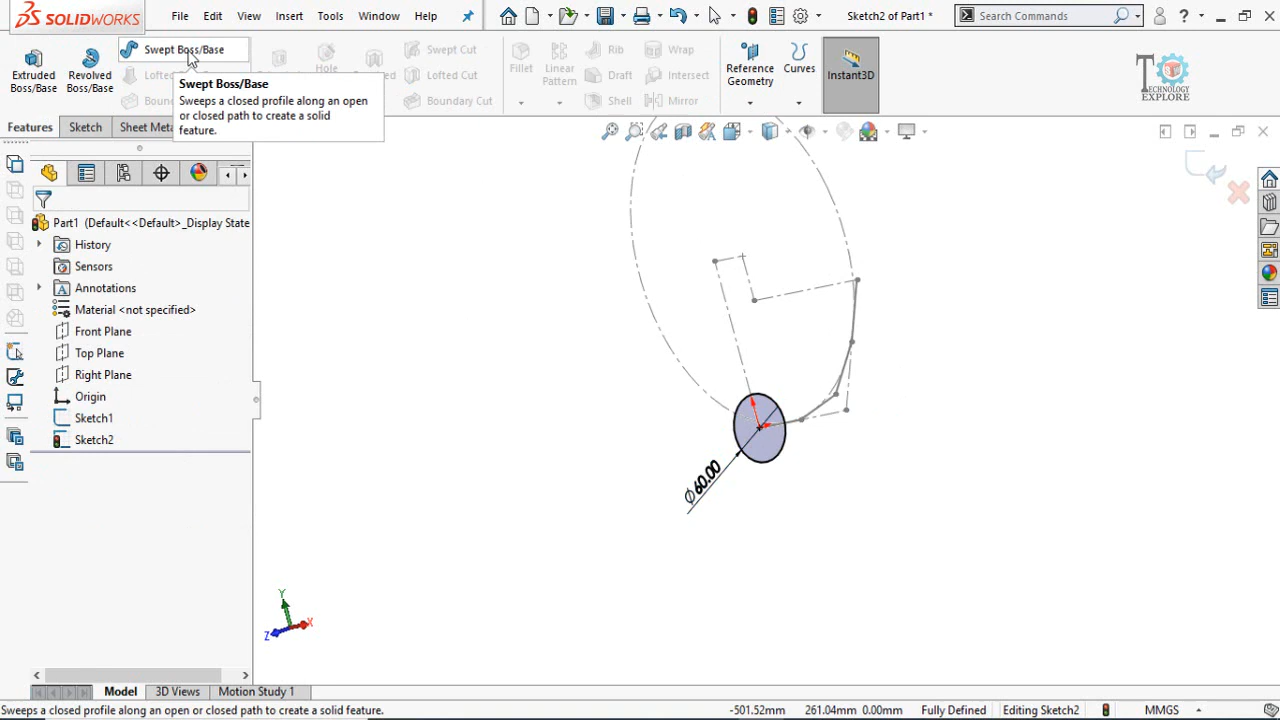 SOLIDWORKS File Edit View Insert Tools Window Help Sketch2 of Part1 * Search Commands ?
Swept Boss/Base
Extruded Boss/Base
Revolved Boss/Base
Swept Boss/Base
Sweeps a closed profile along an open
or closed path to create a solid
feature.
Swept Cut
Lofted Cut
Boundary Cut
Fillet
Linear Pattern
Rib
Draft
Shell
Wrap
Intersect
Mirror
Reference Geometry
Curves
Instant3D
TECHNOLOGY
EXPLORE
Features Sketch Sheet Meta
Part1 (Default<<Default>_Display State
History
Sensors
Annotations
Material <not specified>
Front Plane
Top Plane
Right Plane
Origin
Sketch1
Sketch2
Ø60.00
Y
Z
X
Model 3D Views Motion Study 1
Sweeps a closed profile along an open or closed path to create a solid feature. -501.52mm 261.04mm 0.00mm Fully Defined Editing Sketch2 MMGS